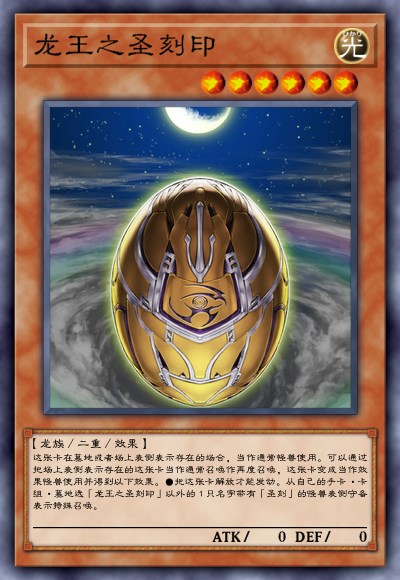 龙王之圣刻印
ひかり
光
【龙族／二重／效果】
这张卡在墓地或者场上表侧表示存在的场合，当作通常怪兽使用。可以通过
把场上表侧表示存在的这张卡当作通常召唤作再度召唤，这张卡变成当作效
果怪兽使用并得到以下效果。●把这张卡解放才能发动。从自己的手卡·卡
组·墓地选「龙王之圣刻印」以外的1只名字带有「圣刻」的怪兽表侧守备
表示特殊召唤。
ATK/ 0 DEF/ 0